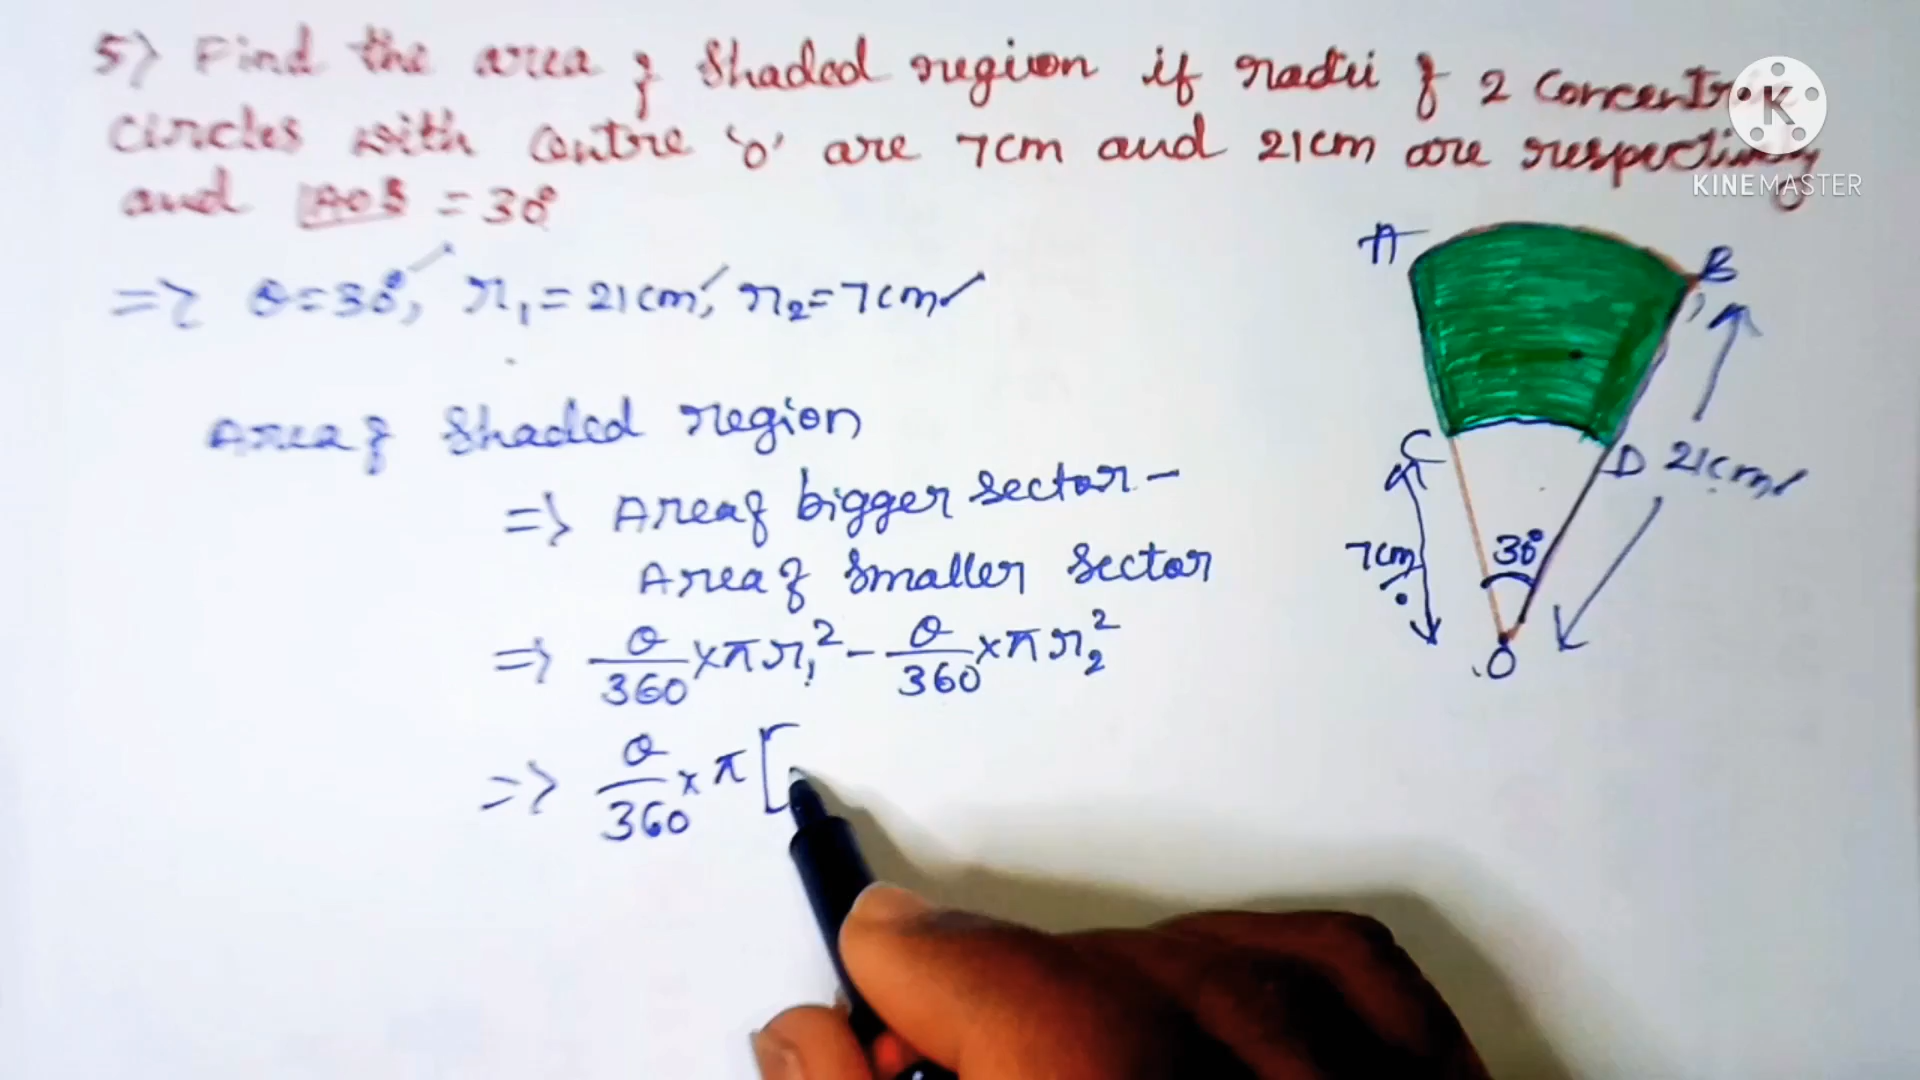 5) Find the area of Shaded region if radii of 2 Concentric
Circles with Centre 'O' are 7cm and 21cm are respectively
and ∠AOB = 30°
=> θ = 30°, r₁ = 21cm, r₂ = 7cm
Area of Shaded region
=> Area of bigger sector -
Area of Smaller Sector
=> θ/360 × πr₁² - θ/360 × πr₂²
=> θ/360 × π [
A
B
C
D
21cm
7cm
30°
O
K
KINEMASTER